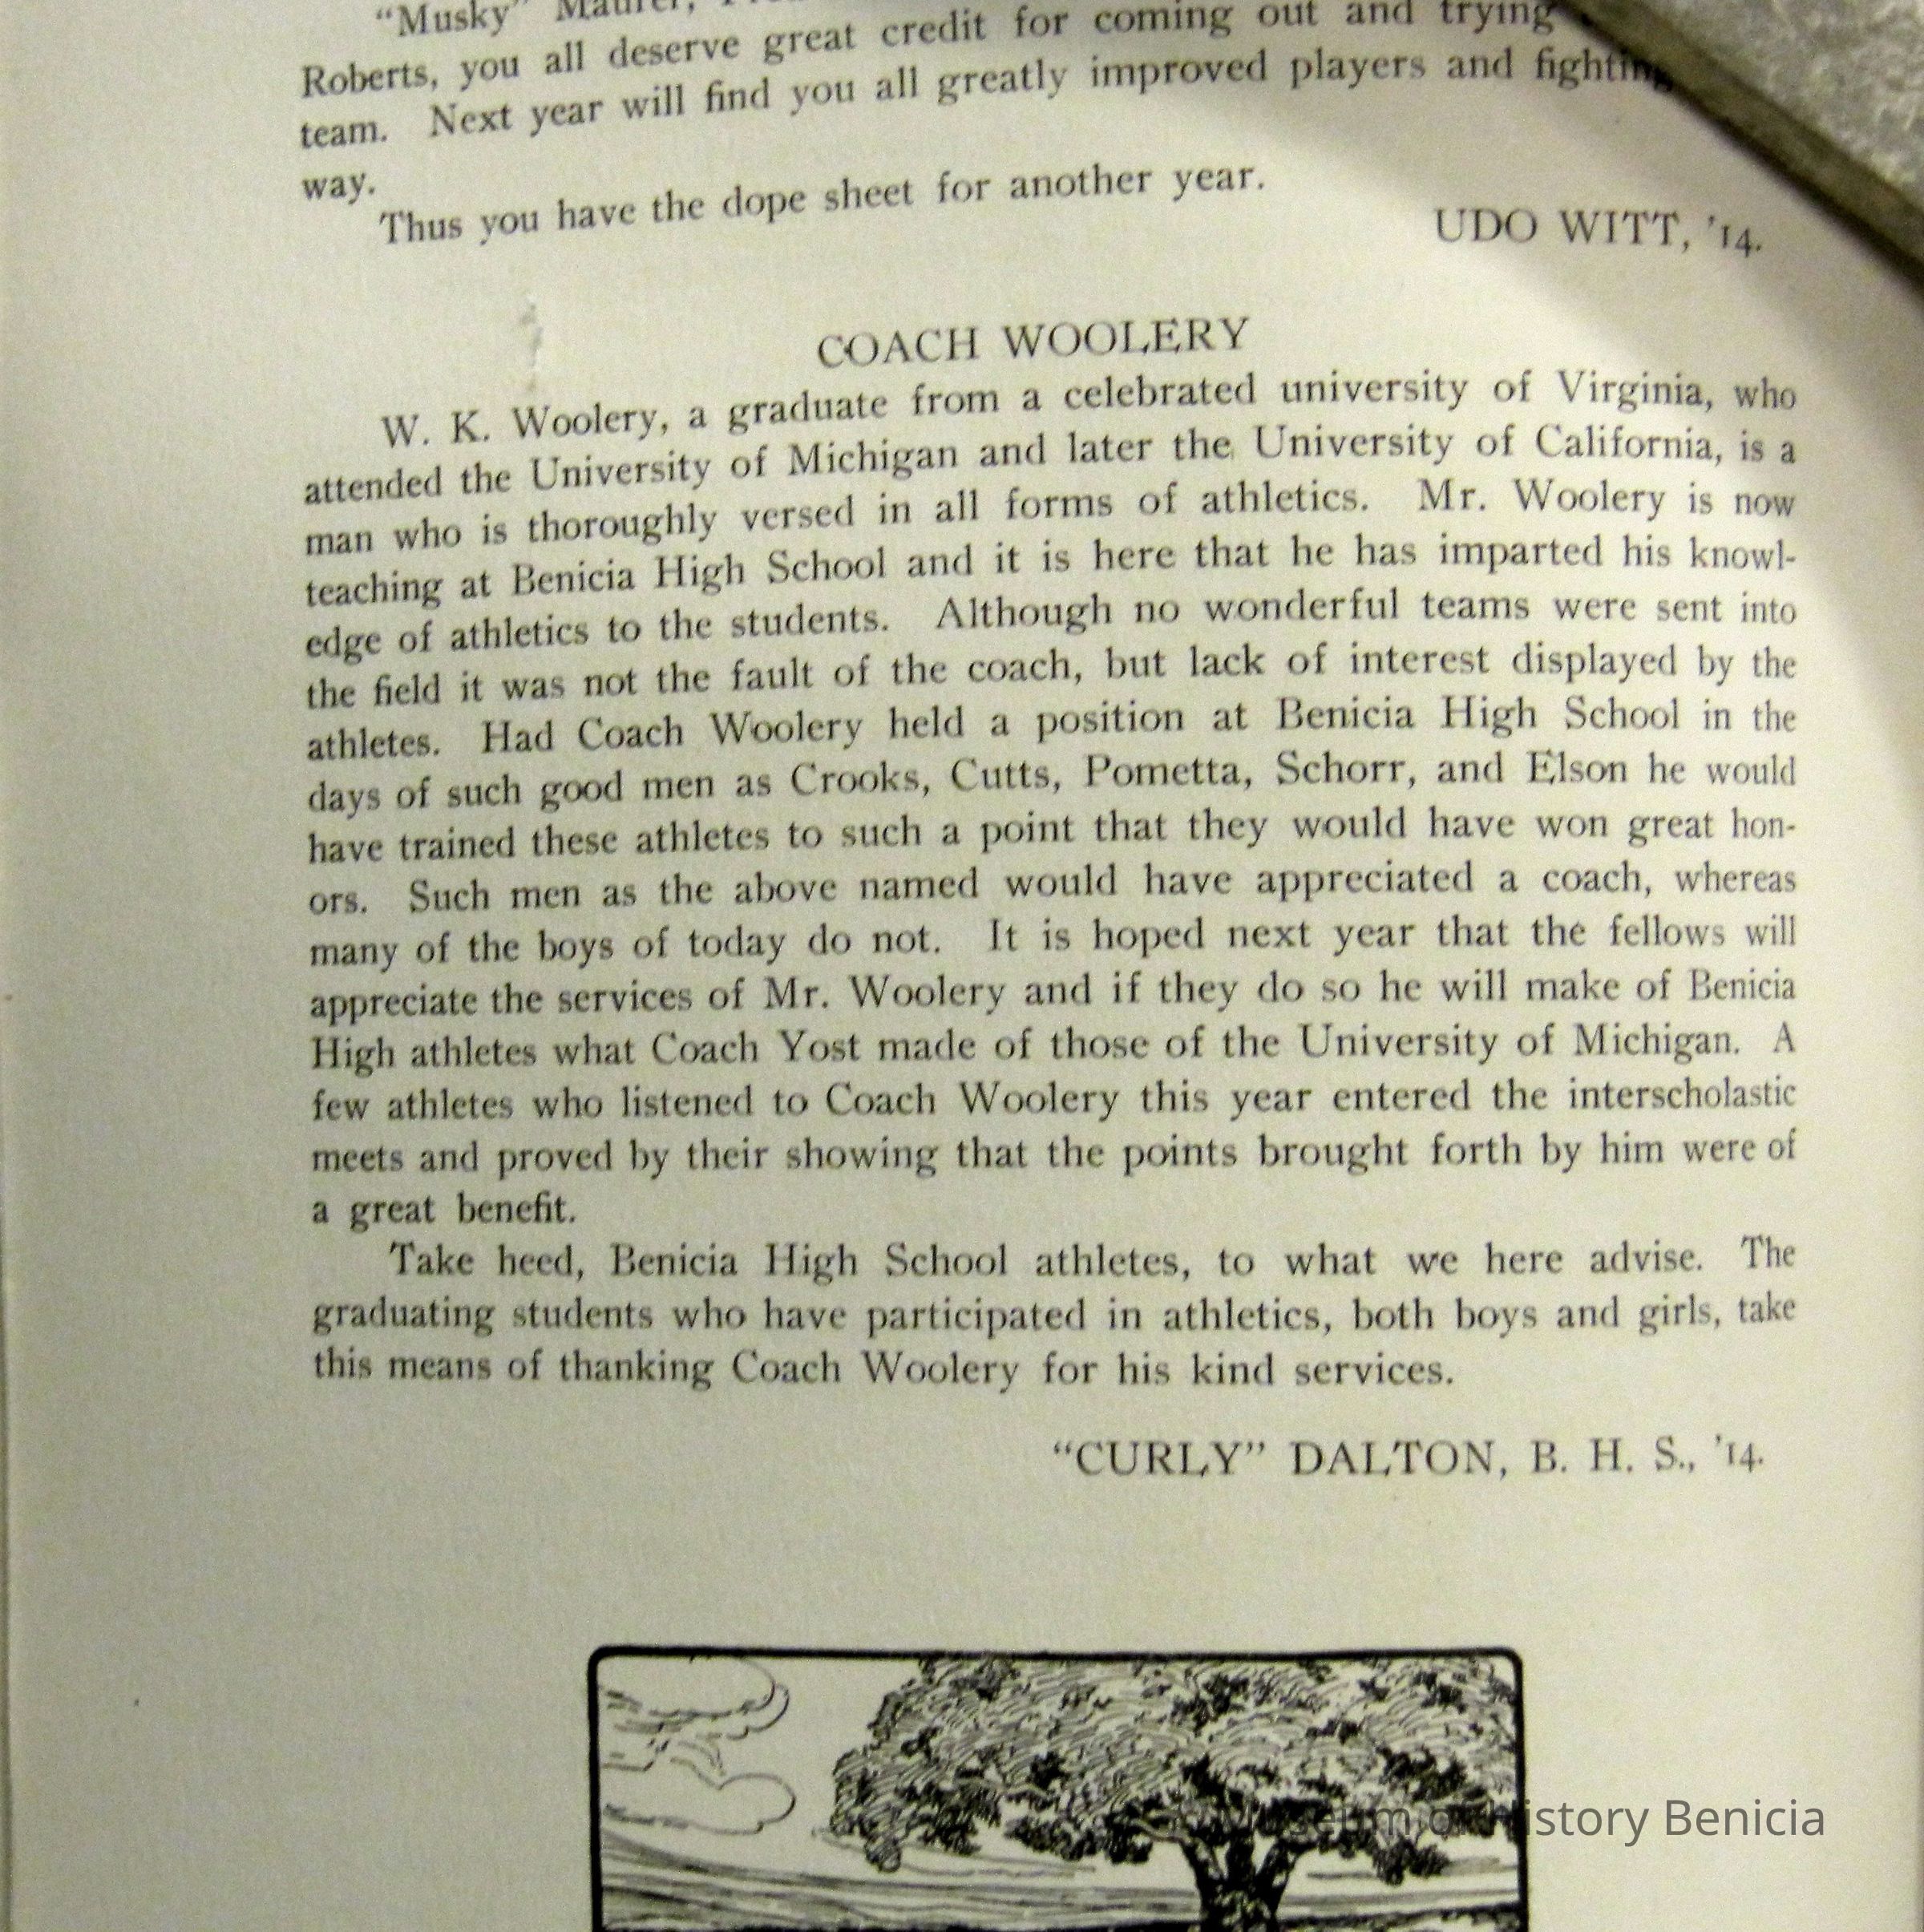 "Musky" Maurer,
Roberts, you all deserve great credit for coming out and trying
team. Next year will find you all greatly improved players and fighting
way.
Thus you have the dope sheet for another year.
UDO WITT, '14.
COACH WOOLERY
W. K. Woolery, a graduate from a celebrated university of Virginia, who
attended the University of Michigan and later the University of California, is a
man who is thoroughly versed in all forms of athletics. Mr. Woolery is now
teaching at Benicia High School and it is here that he has imparted his knowl-
edge of athletics to the students. Although no wonderful teams were sent into
the field it was not the fault of the coach, but lack of interest displayed by the
athletes. Had Coach Woolery held a position at Benicia High School in the
days of such good men as Crooks, Cutts, Pometta, Schorr, and Elson he would
have trained these athletes to such a point that they would have won great hon-
ors. Such men as the above named would have appreciated a coach, whereas
many of the boys of today do not. It is hoped next year that the fellows will
appreciate the services of Mr. Woolery and if they do so he will make of Benicia
High athletes what Coach Yost made of those of the University of Michigan. A
few athletes who listened to Coach Woolery this year entered the interscholastic
meets and proved by their showing that the points brought forth by him were of
a great benefit.
Take heed, Benicia High School athletes, to what we here advise. The
graduating students who have participated in athletics, both boys and girls, take
this means of thanking Coach Woolery for his kind services.
"CURLY" DALTON, B. H. S., '14.
Museum of History Benicia